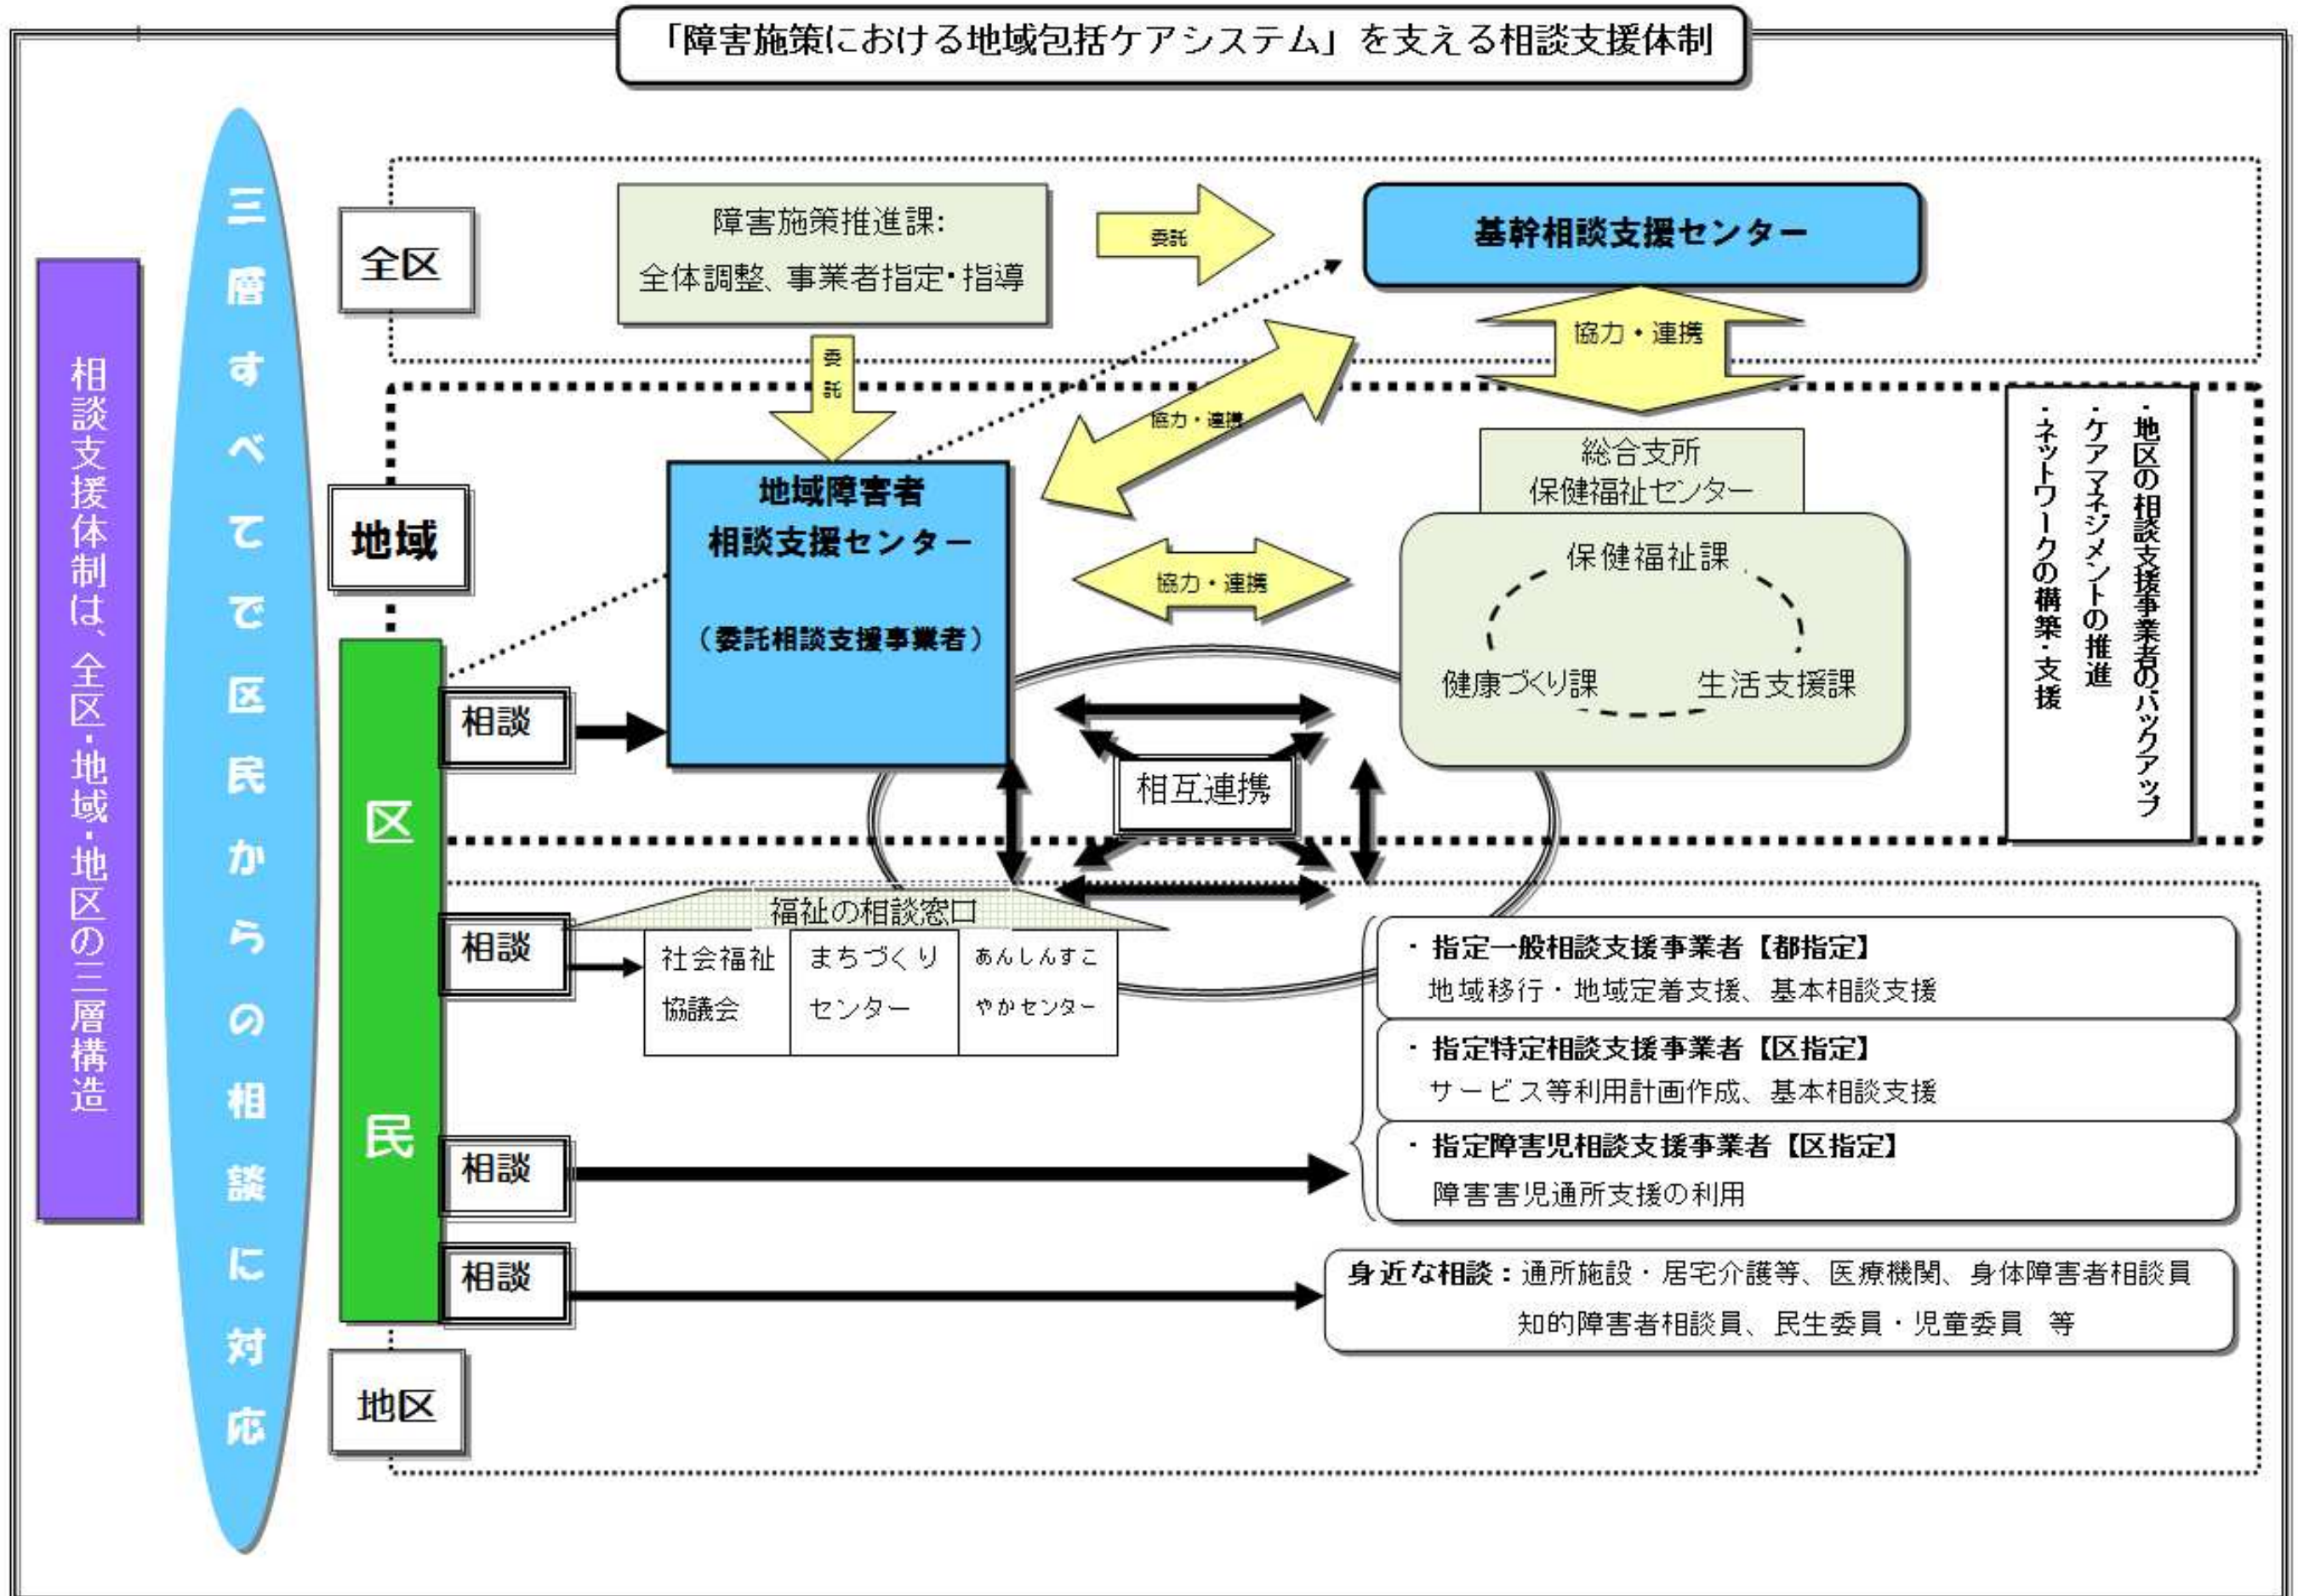 「障害施策における地域包括ケアシステム」を支える相談支援体制
相談支援体制は、全区・地域・地区の三層構造
三層すべてで区民からの相談に対応
全区
障害施策推進課:
全体調整、事業者指定・指導
委託
基幹相談支援センター
委託
協力・連携
協力・連携
地域
地域障害者
相談支援センター
（委託相談支援事業者）
協力・連携
総合支所
保健福祉センター
保健福祉課
健康づくり課
生活支援課
・地区の相談支援事業者のバックアップ
・ケアマネジメントの推進
・ネットワークの構築・支援
区民
相談
相互連携
相談
福祉の相談窓口
社会福祉
協議会
まちづくり
センター
あんしんすこ
やかセンター
・指定一般相談支援事業者【都指定】
地域移行・地域定着支援、基本相談支援
・指定特定相談支援事業者【区指定】
サービス等利用計画作成、基本相談支援
・指定障害児相談支援事業者【区指定】
障害害児通所支援の利用
相談
相談
身近な相談：通所施設・居宅介護等、医療機関、身体障害者相談員
知的障害者相談員、民生委員・児童委員　等
地区